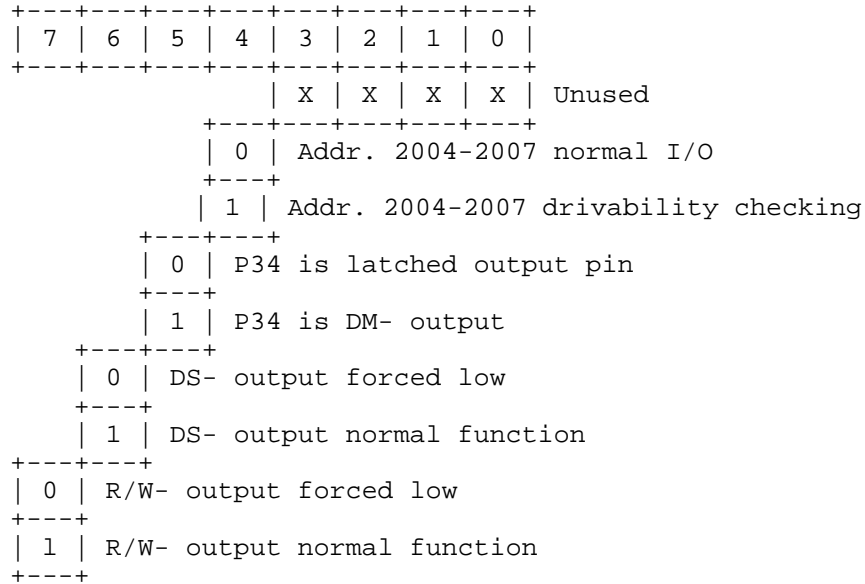 +---+---+---+---+---+---+---+---+
| 7 | 6 | 5 | 4 | 3 | 2 | 1 | 0 |
+---+---+---+---+---+---+---+---+
                | X | X | X | X | Unused
            +---+---+---+---+---+
            | 0 | Addr. 2004-2007 normal I/O
            +---+
            | 1 | Addr. 2004-2007 drivability checking
        +---+---+
        | 0 | P34 is latched output pin
        +---+
        | 1 | P34 is DM- output
    +---+---+
    | 0 | DS- output forced low
    +---+
    | 1 | DS- output normal function
+---+---+
| 0 | R/W- output forced low
+---+
| l | R/W- output normal function
+---+